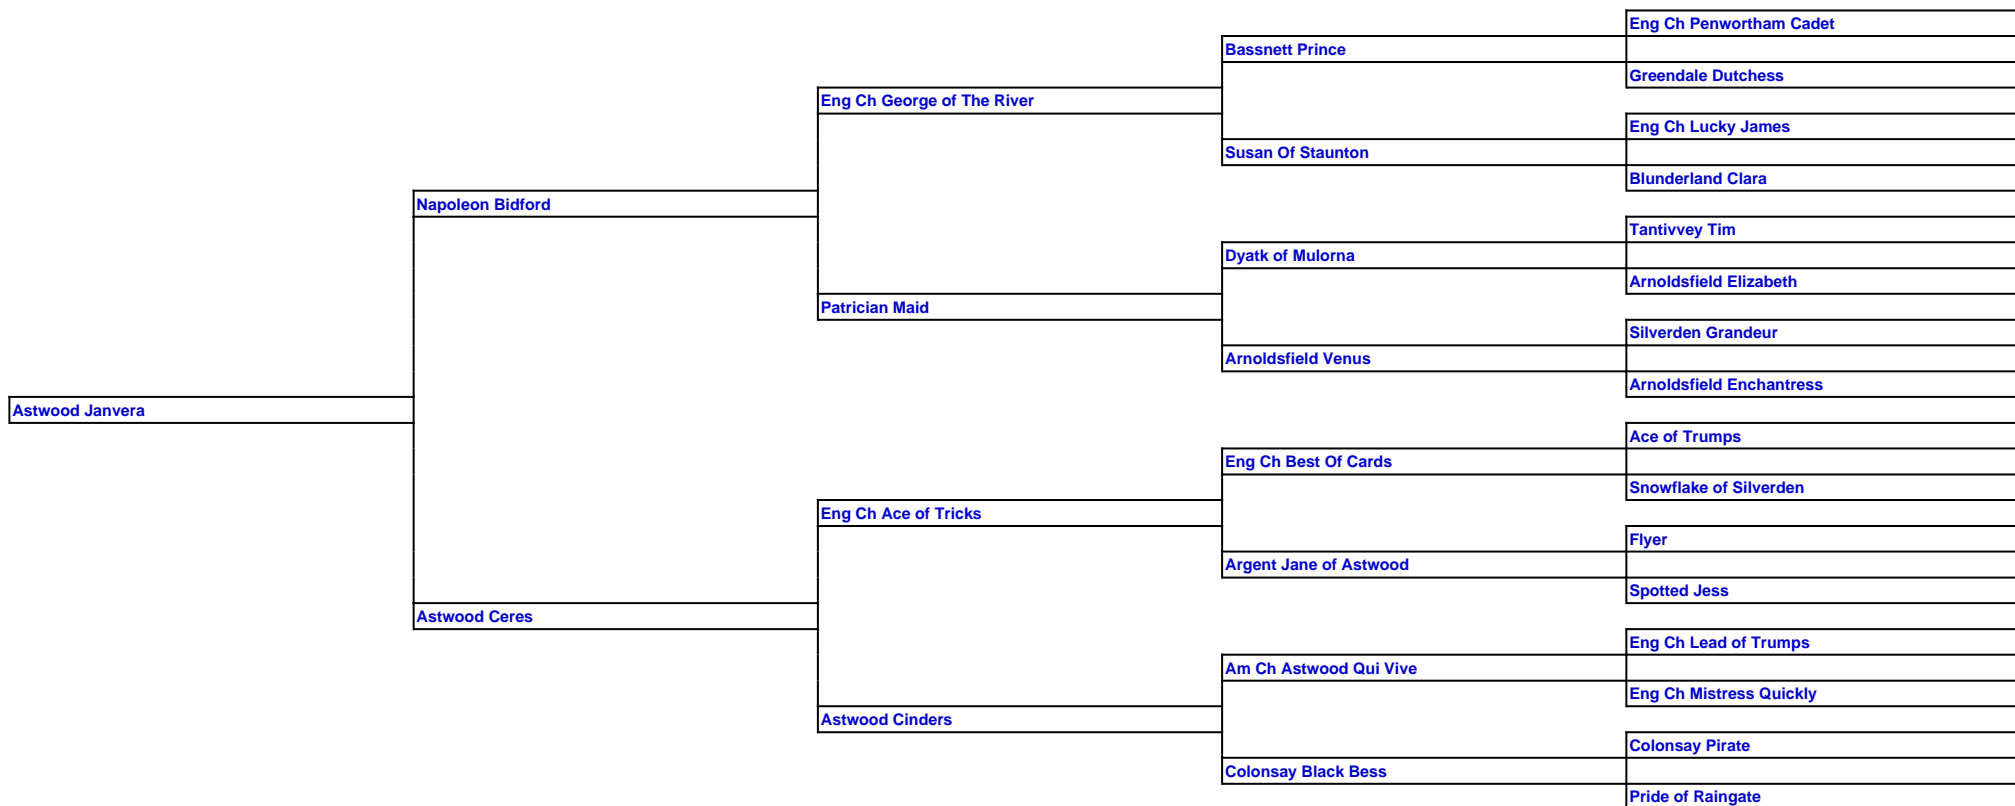 Eng Ch Penwortham Cadet
Bassnett Prince
Greendale Dutchess
Eng Ch George of The River
Eng Ch Lucky James
Susan Of Staunton
Blunderland Clara
Napoleon Bidford
Tantivvey Tim
Dyatk of Mulorna
Arnoldsfield Elizabeth
Patrician Maid
Silverden Grandeur
Arnoldsfield Venus
Arnoldsfield Enchantress
Astwood Janvera
Ace of Trumps
Eng Ch Best Of Cards
Snowflake of Silverden
Eng Ch Ace of Tricks
Flyer
Argent Jane of Astwood
Spotted Jess
Astwood Ceres
Eng Ch Lead of Trumps
Am Ch Astwood Qui Vive
Eng Ch Mistress Quickly
Astwood Cinders
Colonsay Pirate
Colonsay Black Bess
Pride of Raingate